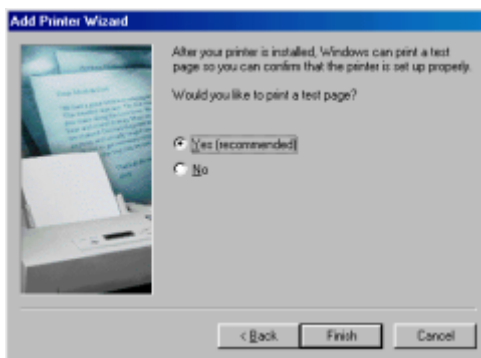 Add Printer Wizard
After your printer is installed, Windows can print a test
page so you can confirm that the printer is set up properly.
Would you like to print a test page?
Yes (recommended)
No
< Back
Finish
Cancel